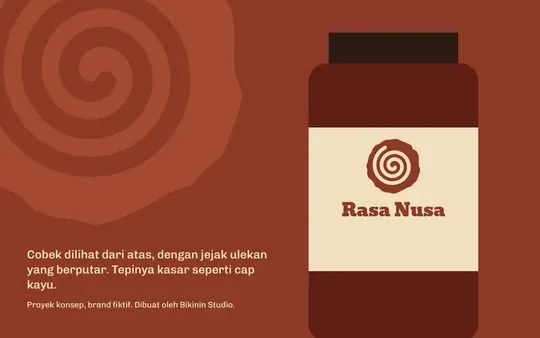 Rasa Nusa
Cobek dilihat dari atas, dengan jejak ulekan
yang berputar. Tepinya kasar seperti cap
kayu.
Proyek konsep, brand fiktif. Dibuat oleh Bikinin Studio.